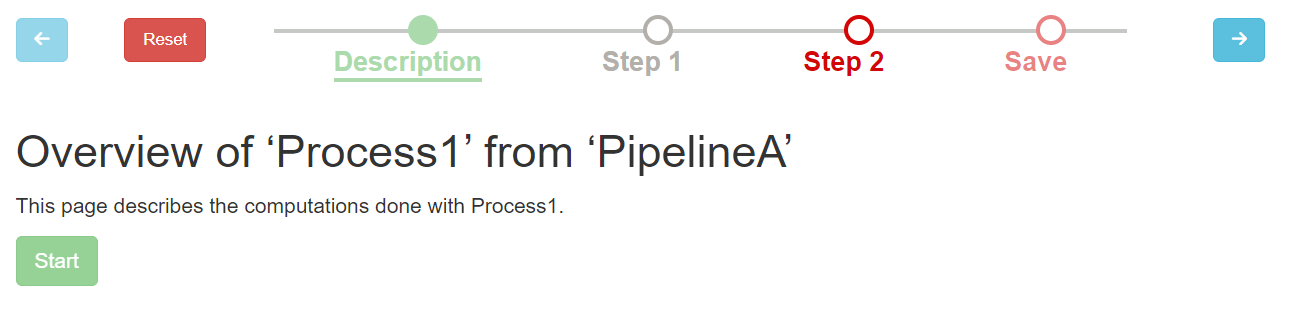 ← Reset Description Step 1 Step 2 Save →
Overview of ‘Process1’ from ‘PipelineA’
This page describes the computations done with Process1.
Start